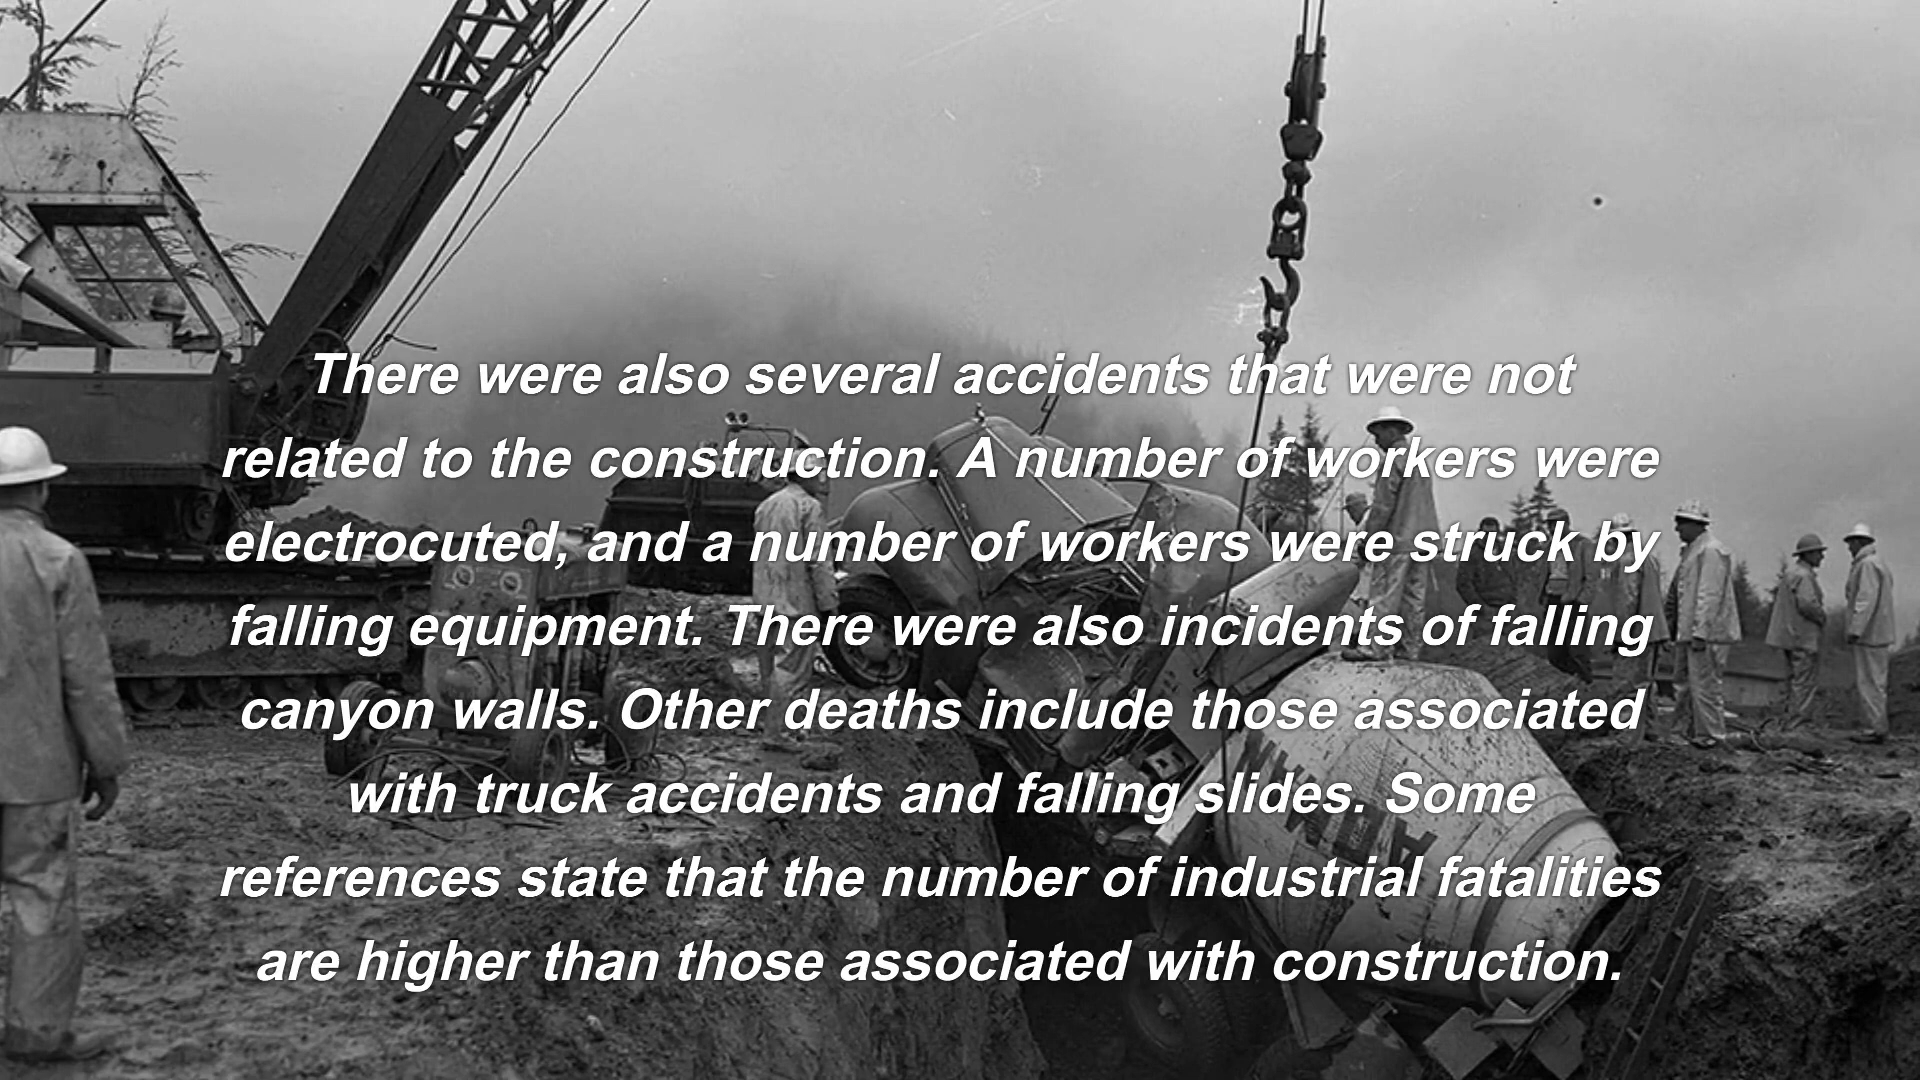 There were also several accidents that were not
related to the construction. A number of workers were
electrocuted, and a number of workers were struck by
falling equipment. There were also incidents of falling
canyon walls. Other deaths include those associated
with truck accidents and falling slides. Some
references state that the number of industrial fatalities
are higher than those associated with construction.